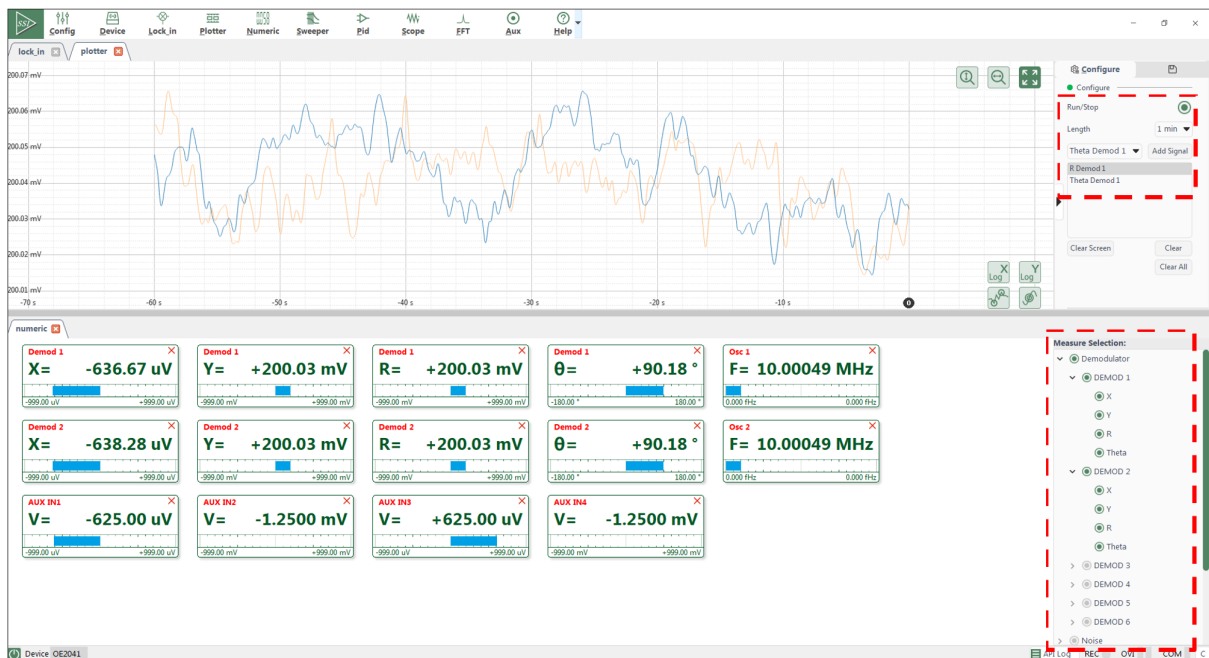 SSI Config Device Lock_in Plotter Numeric Sweeper Pid Scope FFT Aux Help
lock_in plotter
200.07 mV
200.06 mV
200.05 mV
200.04 mV
200.03 mV
200.02 mV
200.01 mV
-70 s -60 s -50 s -40 s -30 s -20 s -10 s 0
X Log Y Log
Configure
Configure
Run/Stop
Length 1 min
Theta Demod 1 Add Signal
R Demod 1
Theta Demod 1
Clear Screen Clear
Clear All
numeric
Demod 1 Demod 1 Demod 1 Demod 1 Osc 1
X= -636.67 uV Y= +200.03 mV R= +200.03 mV θ= +90.18 ° F= 10.00049 MHz
-999.00 uV +999.00 uV -999.00 mV +999.00 mV -999.00 mV +999.00 mV -180.00 ° 180.00 ° 0.000 fHz 0.000 fHz
Demod 2 Demod 2 Demod 2 Demod 2 Osc 2
X= -638.28 uV Y= +200.03 mV R= +200.03 mV θ= +90.18 ° F= 10.00049 MHz
-999.00 uV +999.00 uV -999.00 mV +999.00 mV -999.00 mV +999.00 mV -180.00 ° 180.00 ° 0.000 fHz 0.000 fHz
AUX IN1 AUX IN2 AUX IN3 AUX IN4
V= -625.00 uV V= -1.2500 mV V= +625.00 uV V= -1.2500 mV
-999.00 uV +999.00 uV -999.00 mV +999.00 mV -999.00 uV +999.00 uV -999.00 mV +999.00 mV
Measure Selection:
Demodulator
DEMOD 1
X
Y
R
Theta
DEMOD 2
X
Y
R
Theta
DEMOD 3
DEMOD 4
DEMOD 5
DEMOD 6
Noise
Device OE2041 API Log REC OVI COM C